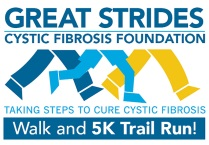 GREAT STRIDES
CYSTIC FIBROSIS FOUNDATION
TAKING STEPS TO CURE CYSTIC FIBROSIS
Walk and 5K Trail Run!